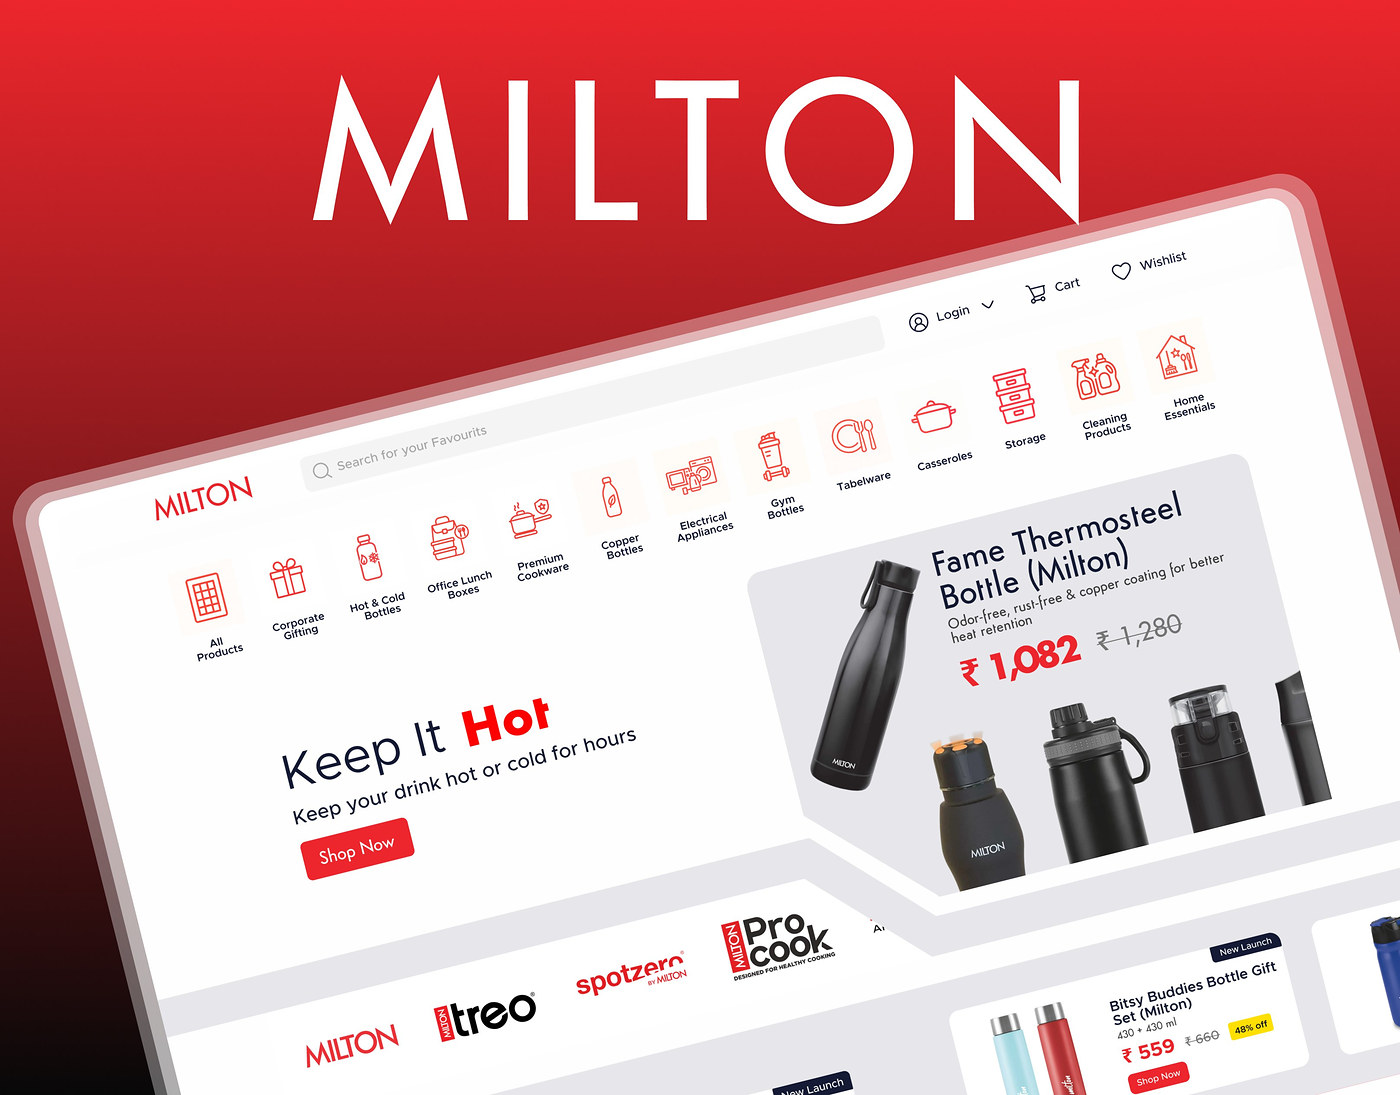 MILTON
Login
Cart
Wishlist
MILTON
Search for your Favourits
All
Products
Corporate
Gifting
Hot & Cold
Bottles
Office Lunch
Boxes
Premium
Cookware
Copper
Bottles
Electrical
Appliances
Gym
Bottles
Tabelware
Casseroles
Storage
Cleaning
Products
Home
Essentials
Keep It Hot
Keep your drink hot or cold for hours
Shop Now
Fame Thermosteel
Bottle (Milton)
Odor-free, rust-free & copper coating for better
heat retention
₹ 1,082 ₹ 1,280
MILTON
MILTON
MILTON
MILTON treo®
spotzero®
BY MILTON
MILTON Pro
cook
DESIGNED FOR HEALTHY COOKING
New Launch
Bitsy Buddies Bottle Gift
Set (Milton)
430 + 430 ml
₹ 559 ₹ 660 48% off
Shop Now
New Launch